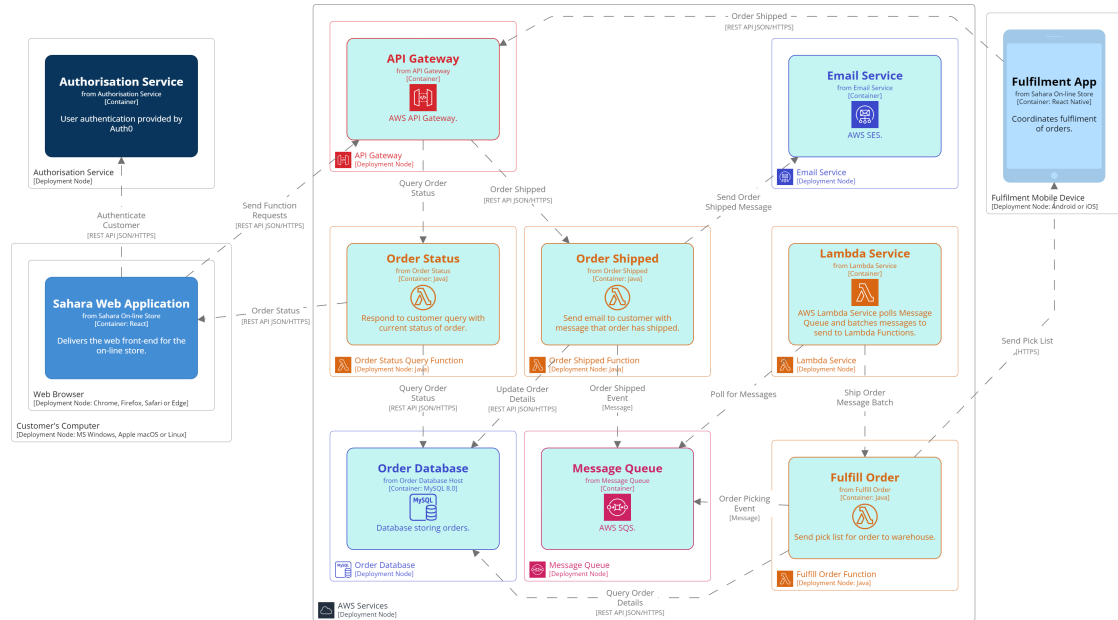 Order Shipped
[REST API JSON/HTTPS]
Authorisation Service
from Authorisation Service
[Container]
User authentication provided by
Auth0
Authorisation Service
[Deployment Node]
API Gateway
from API Gateway
[Container]
AWS API Gateway.
API Gateway
[Deployment Node]
Email Service
from Email Service
[Container]
AWS SES.
Email Service
[Deployment Node]
Fulfilment App
from Sahara On-line Store
[Container: React Native]
Coordinates fulfilment
of orders.
Fulfilment Mobile Device
[Deployment Node: Android or iOS]
Authenticate
Customer
[REST API JSON/HTTPS]
Send Function
Requests
[REST API JSON/HTTPS]
Query Order
Status
[REST API JSON/HTTPS]
Order Shipped
[REST API JSON/HTTPS]
Send Order
Shipped Message
Sahara Web Application
from Sahara On-line Store
[Container: React]
Delivers the web front-end for the
on-line store.
Web Browser
[Deployment Node: Chrome, Firefox, Safari or Edge]
Customer's Computer
[Deployment Node: MS Windows, Apple macOS or Linux]
Order Status
[REST API JSON/HTTPS]
Order Status
from Order Status
[Container: Java]
Respond to customer query with
current status of order.
Order Status Query Function
[Deployment Node: Java]
Order Shipped
from Order Shipped
[Container: Java]
Send email to customer with
message that order has shipped.
Order Shipped Function
[Deployment Node: Java]
Lambda Service
from Lambda Service
[Container]
AWS Lambda Service polls Message
Queue and batches messages to
send to Lambda Functions.
Lambda Service
[Deployment Node]
Send Pick List
[HTTPS]
Query Order
Status
[REST API JSON/HTTPS]
Update Order
Details
[REST API JSON/HTTPS]
Order Shipped
Event
[Message]
Poll for Messages
Ship Order
Message Batch
Order Database
from Order Database Host
[Container: MySQL 8.0]
MySQL
Database storing orders.
MySQL
Order Database
[Deployment Node]
Message Queue
from Message Queue
[Container]
AWS SQS.
Message Queue
[Deployment Node]
Order Picking
Event
[Message]
Fulfill Order
from Fulfill Order
[Container: Java]
Send pick list for order to warehouse.
Fulfill Order Function
[Deployment Node: Java]
Query Order
Details
[REST API JSON/HTTPS]
AWS Services
[Deployment Node]